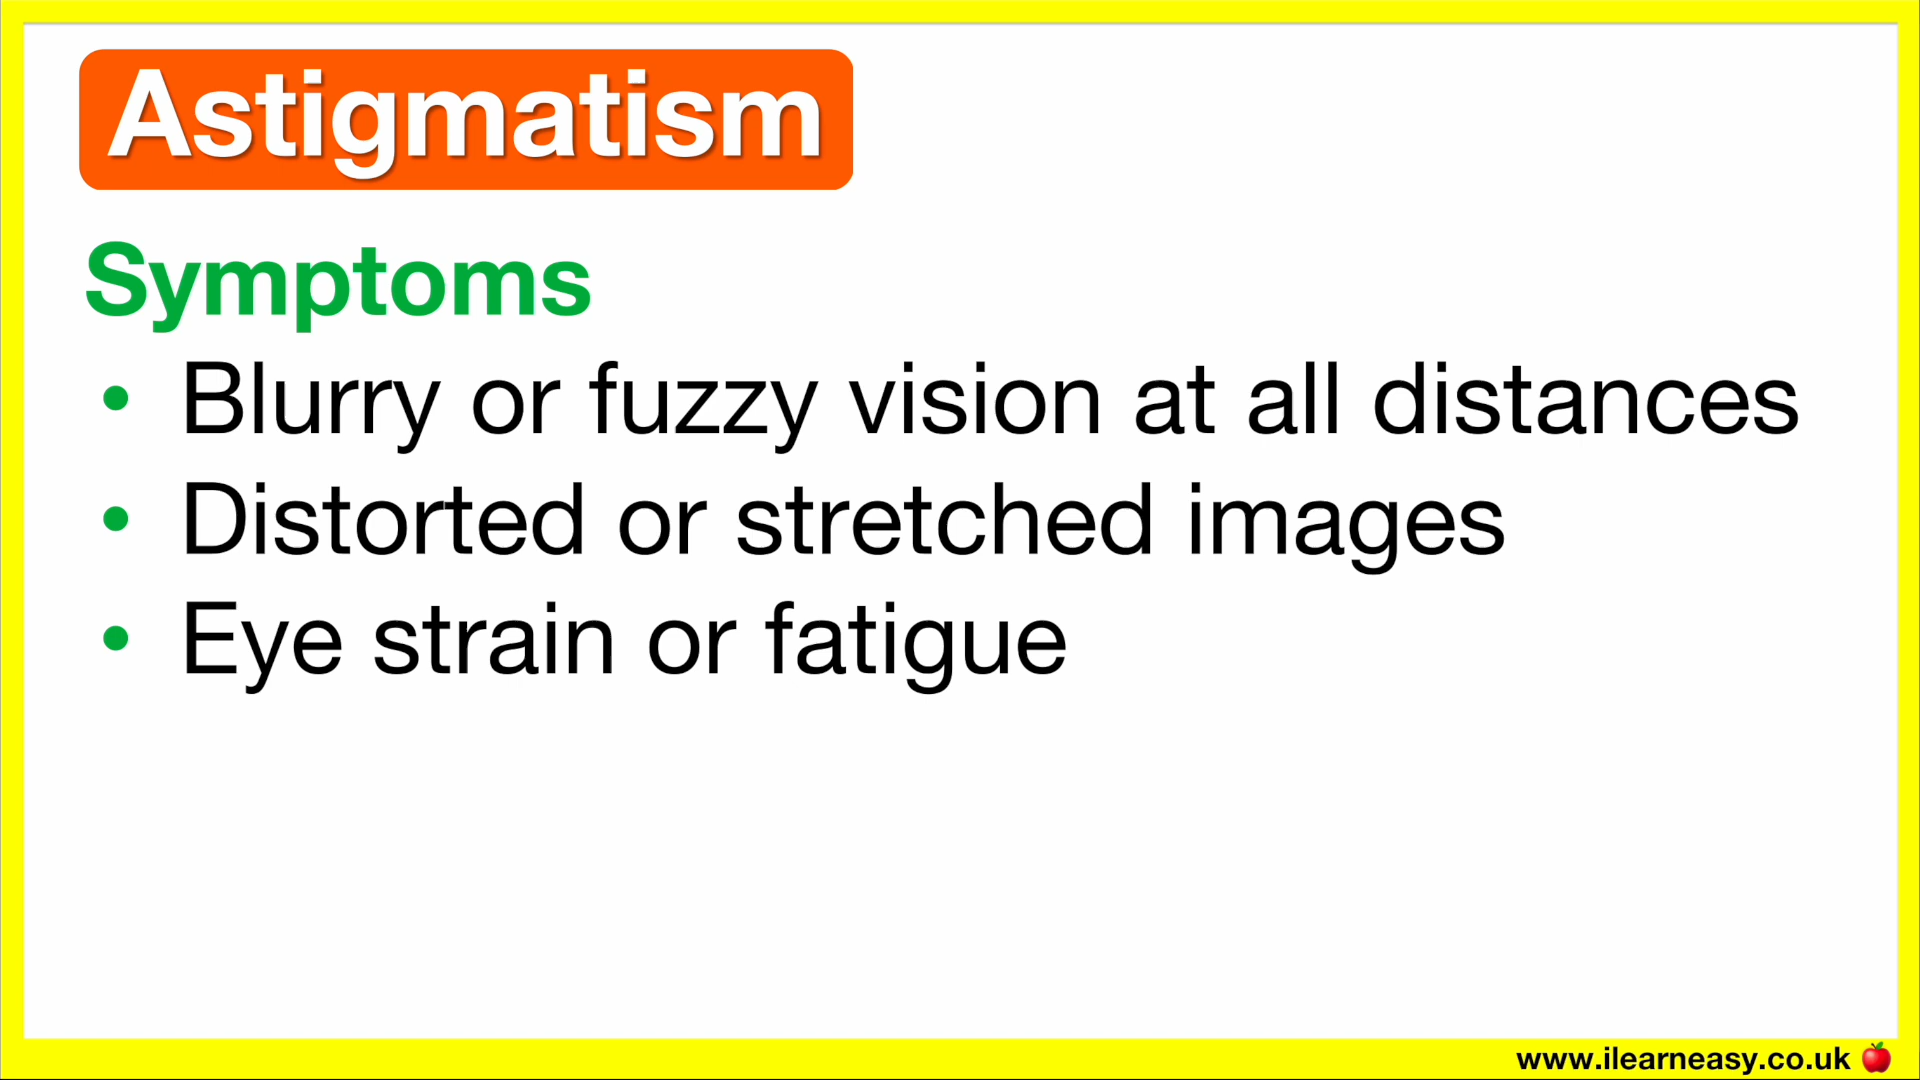 Astigmatism
Symptoms
• Blurry or fuzzy vision at all distances
• Distorted or stretched images
• Eye strain or fatigue
www.ilearneasy.co.uk